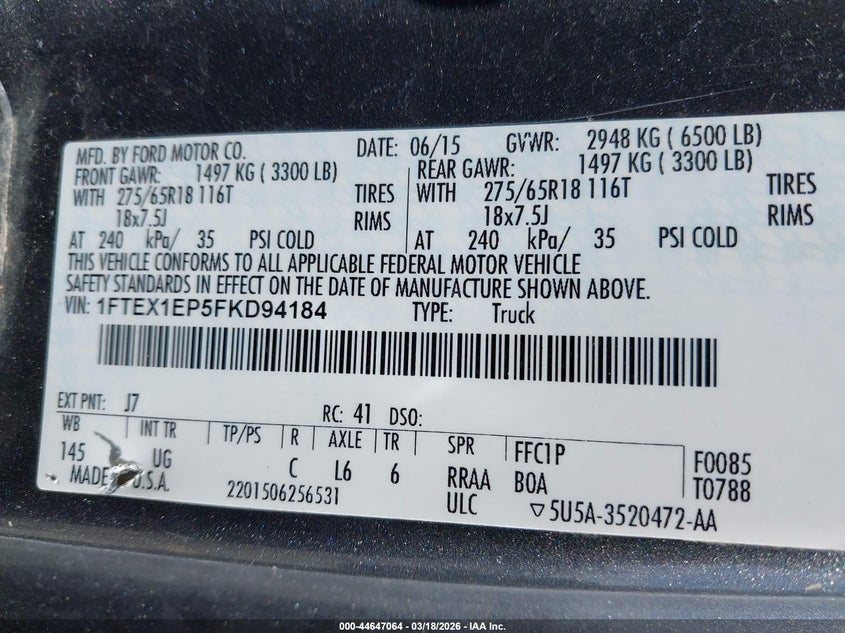 MFD. BY FORD MOTOR CO. DATE: 06/15 GVWR: 2948 KG ( 6500 LB)
FRONT GAWR: 1497 KG ( 3300 LB) REAR GAWR: 1497 KG ( 3300 LB)
WITH 275/65R18 116T TIRES WITH 275/65R18 116T TIRES
18x7.5J RIMS 18x7.5J RIMS
AT 240 kPa/ 35 PSI COLD AT 240 kPa/ 35 PSI COLD
THIS VEHICLE CONFORMS TO ALL APPLICABLE FEDERAL MOTOR VEHICLE
SAFETY STANDARDS IN EFFECT ON THE DATE OF MANUFACTURE SHOWN ABOVE.
VIN: 1FTEX1EP5FKD94184 TYPE: Truck
EXT PNT: J7 RC: 41 DSO:
WB INT TR TP/PS R AXLE TR SPR FFC1P F0085
145 UG C L6 6 RRAA BOA T0788
MADE U.S.A. 2201506256531 ULC ▽5U5A-3520472-AA
000-44647064 | 03/18/2026 - IAA Inc.